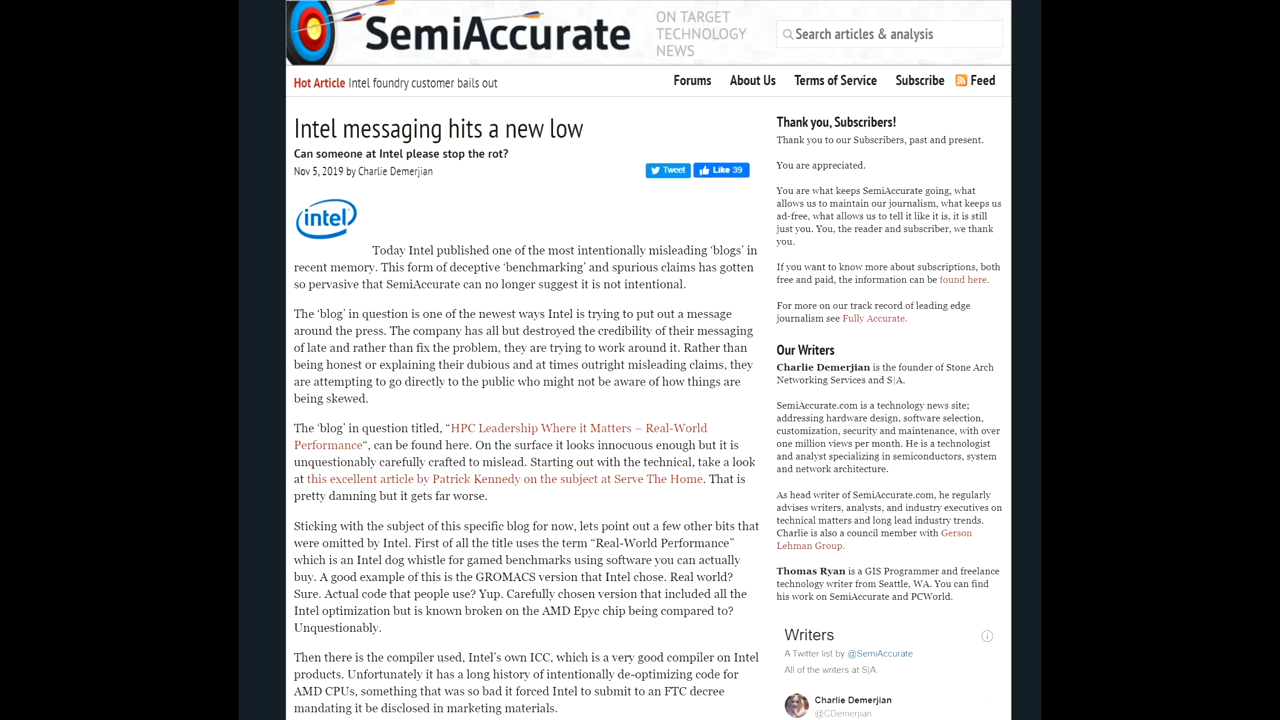 SemiAccurate
ON TARGET
TECHNOLOGY
NEWS
Search articles & analysis
Hot Article Intel foundry customer bails out
Forums About Us Terms of Service Subscribe Feed
Intel messaging hits a new low
Can someone at Intel please stop the rot?
Nov 5, 2019 by Charlie Demerjian
Tweet Like 39
intel
Today Intel published one of the most intentionally misleading ‘blogs’ in
recent memory. This form of deceptive ‘benchmarking’ and spurious claims has gotten
so pervasive that SemiAccurate can no longer suggest it is not intentional.
The ‘blog’ in question is one of the newest ways Intel is trying to put out a message
around the press. The company has all but destroyed the credibility of their messaging
of late and rather than fix the problem, they are trying to work around it. Rather than
being honest or explaining their dubious and at times outright misleading claims, they
are attempting to go directly to the public who might not be aware of how things are
being skewed.
The ‘blog’ in question titled, “HPC Leadership Where it Matters – Real-World
Performance“, can be found here. On the surface it looks innocuous enough but it is
unquestionably carefully crafted to mislead. Starting out with the technical, take a look
at this excellent article by Patrick Kennedy on the subject at Serve The Home. That is
pretty damning but it gets far worse.
Sticking with the subject of this specific blog for now, lets point out a few other bits that
were omitted by Intel. First of all the title uses the term “Real-World Performance”
which is an Intel dog whistle for gamed benchmarks using software you can actually
buy. A good example of this is the GROMACS version that Intel chose. Real world?
Sure. Actual code that people use? Yup. Carefully chosen version that included all the
Intel optimization but is known broken on the AMD Epyc chip being compared to?
Unquestionably.
Then there is the compiler used, Intel’s own ICC, which is a very good compiler on Intel
products. Unfortunately it has a long history of intentionally de-optimizing code for
AMD CPUs, something that was so bad it forced Intel to submit to an FTC decree
mandating it be disclosed in marketing materials.
Thank you, Subscribers!
Thank you to our Subscribers, past and present.
You are appreciated.
You are what keeps SemiAccurate going, what
allows us to maintain our journalism, what keeps us
ad-free, what allows us to tell it like it is, it is still
just you. You, the reader and subscriber, we thank
you.
If you want to know more about subscriptions, both
free and paid, the information can be found here.
For more on our track record of leading edge
journalism see Fully Accurate.
Our Writers
Charlie Demerjian is the founder of Stone Arch
Networking Services and S|A.
SemiAccurate.com is a technology news site;
addressing hardware design, software selection,
customization, security and maintenance, with over
one million views per month. He is a technologist
and analyst specializing in semiconductors, system
and network architecture.
As head writer of SemiAccurate.com, he regularly
advises writers, analysts, and industry executives on
technical matters and long lead industry trends.
Charlie is also a council member with Gerson
Lehman Group.
Thomas Ryan is a GIS Programmer and freelance
technology writer from Seattle, WA. You can find
his work on SemiAccurate and PCWorld.
Writers
A Twitter list by @SemiAccurate
All of the writers at S|A.
Charlie Demerjian
@CDemerjian